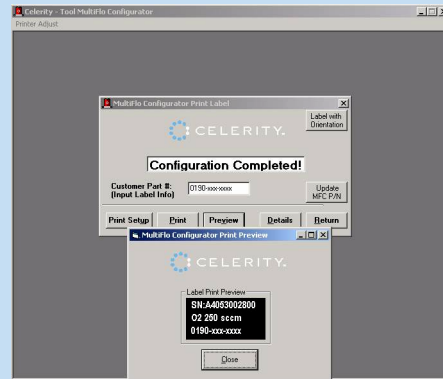 Celerity - Tool MultiFlo Configurator
Printer Adjust
MultiFlo Configurator Print Label
CELERITY.
Label with
Orientation
Configuration Completed!
Customer Part #:
(Input Label Info)
0190-xxx-xxxx
Update
MFC P/N
Print Setup
Print
Preview
Details
Return
MultiFlo Configurator Print Preview
CELERITY.
Label Print Preview
SN:A4053002800
O2 250 sccm
0190-xxx-xxxx
Close